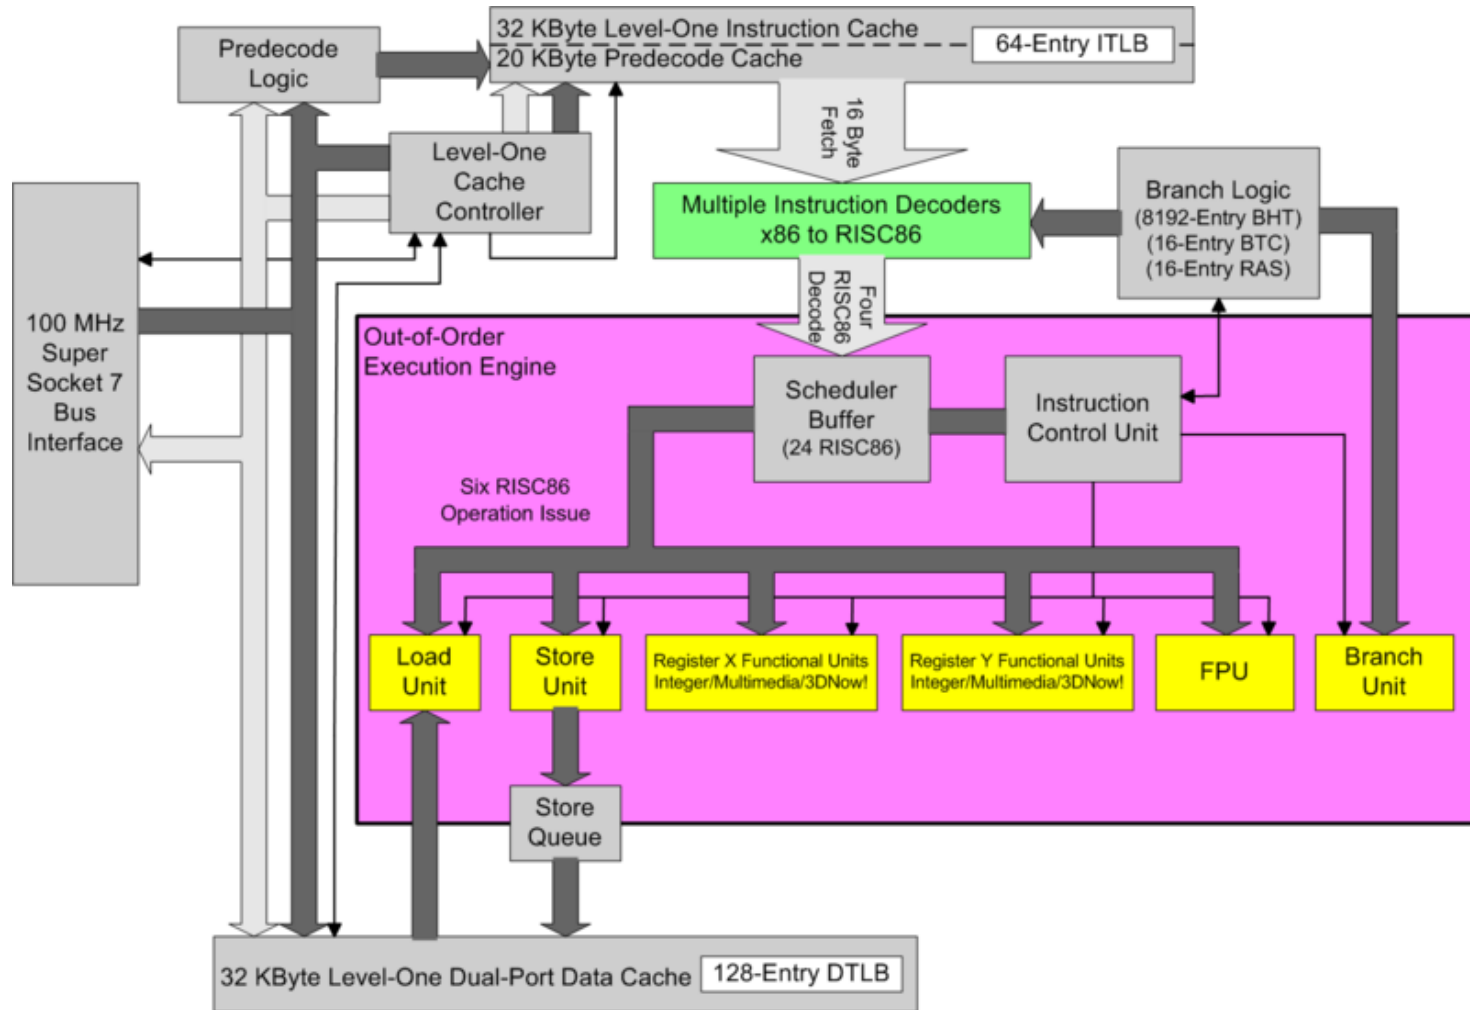 32 KByte Level-One Instruction Cache
64-Entry ITLB
20 KByte Predecode Cache
Predecode
Logic
16 Byte
Fetch
Level-One
Cache
Controller
Multiple Instruction Decoders
x86 to RISC86
Branch Logic
(8192-Entry BHT)
(16-Entry BTC)
(16-Entry RAS)
Four
RISC86
Decode
100 MHz
Super
Socket 7
Bus
Interface
Out-of-Order
Execution Engine
Scheduler
Buffer
(24 RISC86)
Instruction
Control Unit
Six RISC86
Operation Issue
Load
Unit
Store
Unit
Register X Functional Units
Integer/Multimedia/3DNow!
Register Y Functional Units
Integer/Multimedia/3DNow!
FPU
Branch
Unit
Store
Queue
32 KByte Level-One Dual-Port Data Cache
128-Entry DTLB